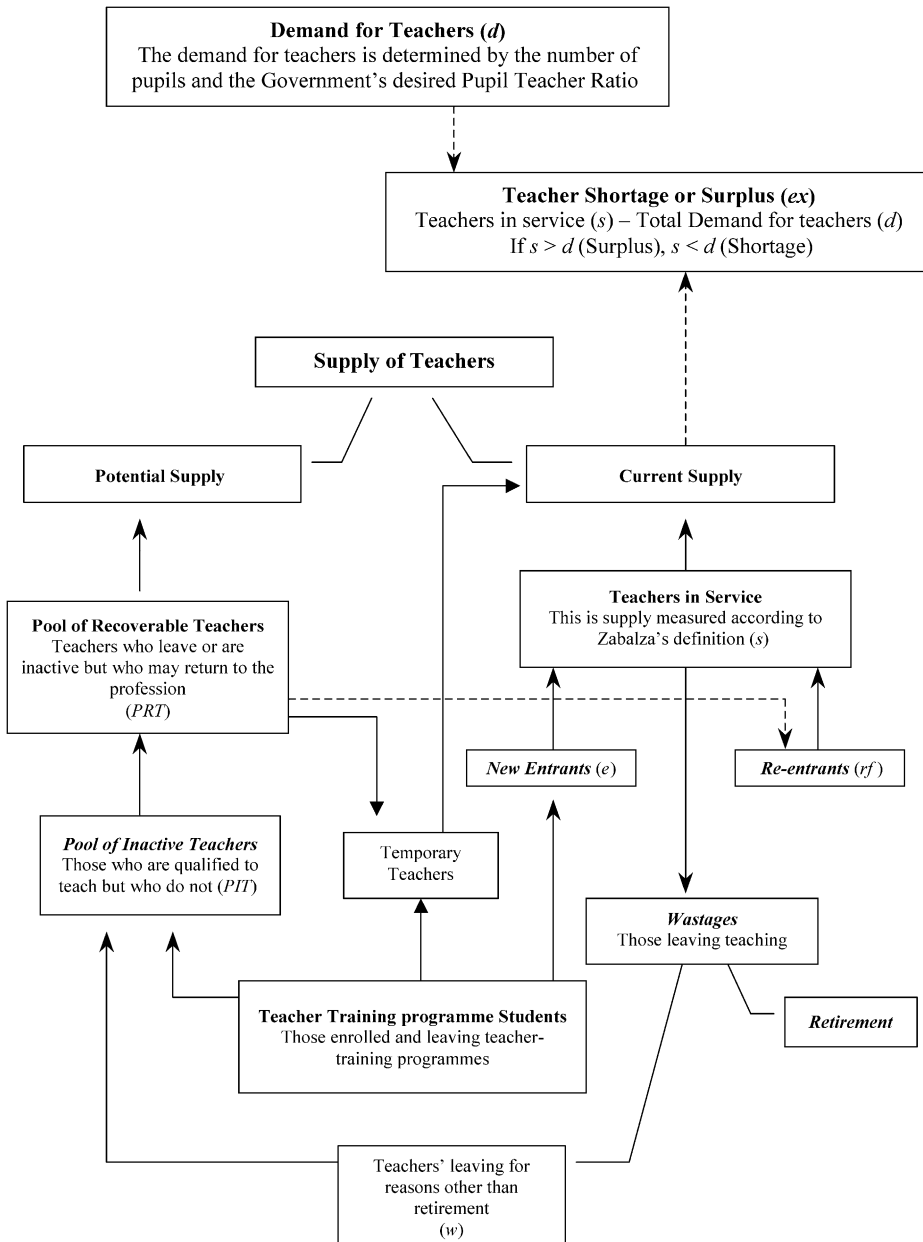 Demand for Teachers (d)
The demand for teachers is determined by the number of
pupils and the Government's desired Pupil Teacher Ratio
Teacher Shortage or Surplus (ex)
Teachers in service (s) – Total Demand for teachers (d)
If s > d (Surplus), s < d (Shortage)
Supply of Teachers
Potential Supply
Current Supply
Pool of Recoverable Teachers
Teachers who leave or are
inactive but who may return to the
profession
(PRT)
Teachers in Service
This is supply measured according to
Zabalza's definition (s)
New Entrants (e)
Re-entrants (rf)
Pool of Inactive Teachers
Those who are qualified to
teach but who do not (PIT)
Temporary
Teachers
Wastages
Those leaving teaching
Teacher Training programme Students
Those enrolled and leaving teacher-
training programmes
Retirement
Teachers' leaving for
reasons other than
retirement
(w)